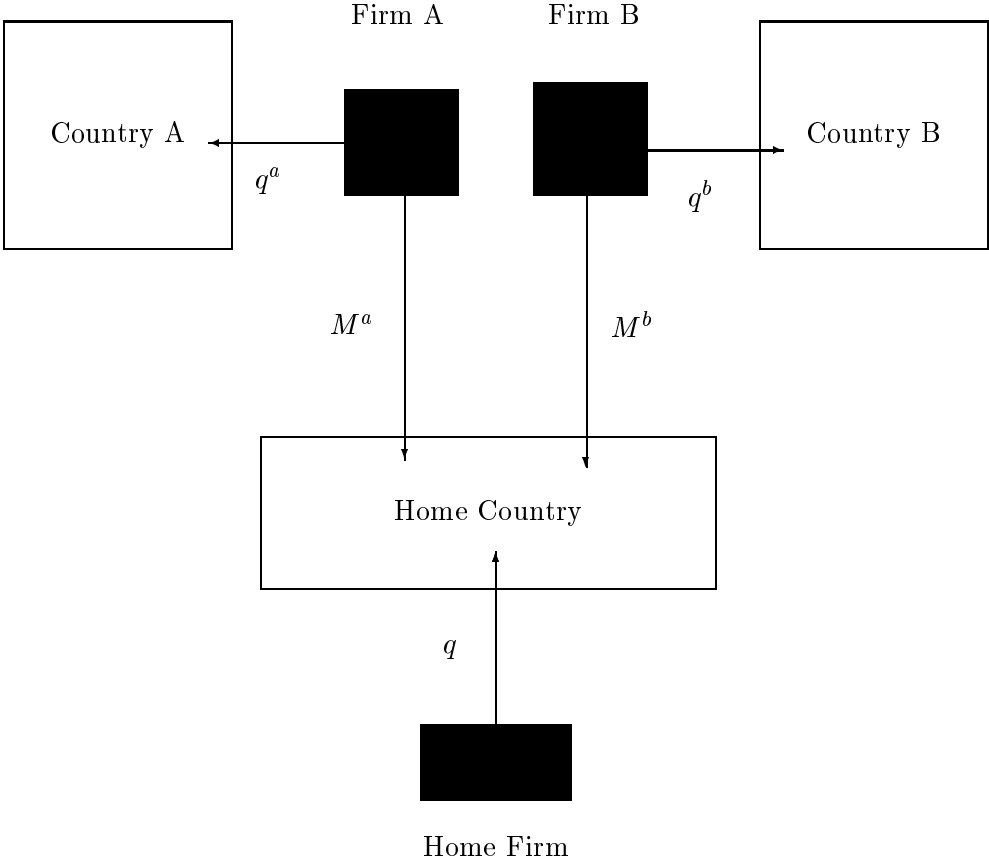 Firm A
Firm B
Country A
Country B
q^a
q^b
M^a
M^b
Home Country
q
Home Firm